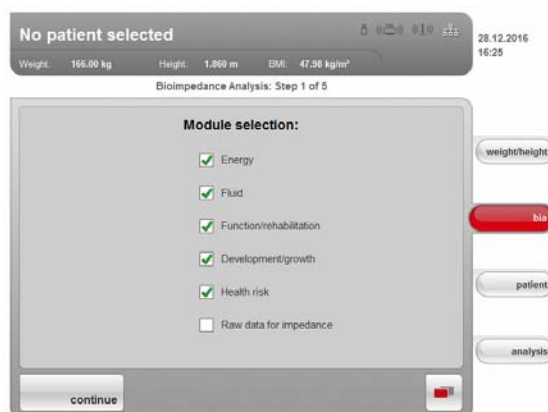 No patient selected
28.12.2016
16:25
Weight: 166.00 kg Height: 1.860 m BMI: 47.98 kg/m²
Bioimpedance Analysis: Step 1 of 5
Module selection:
Energy
Fluid
Function/rehabilitation
Development/growth
Health risk
Raw data for impedance
weight/height
bia
patient
analysis
continue